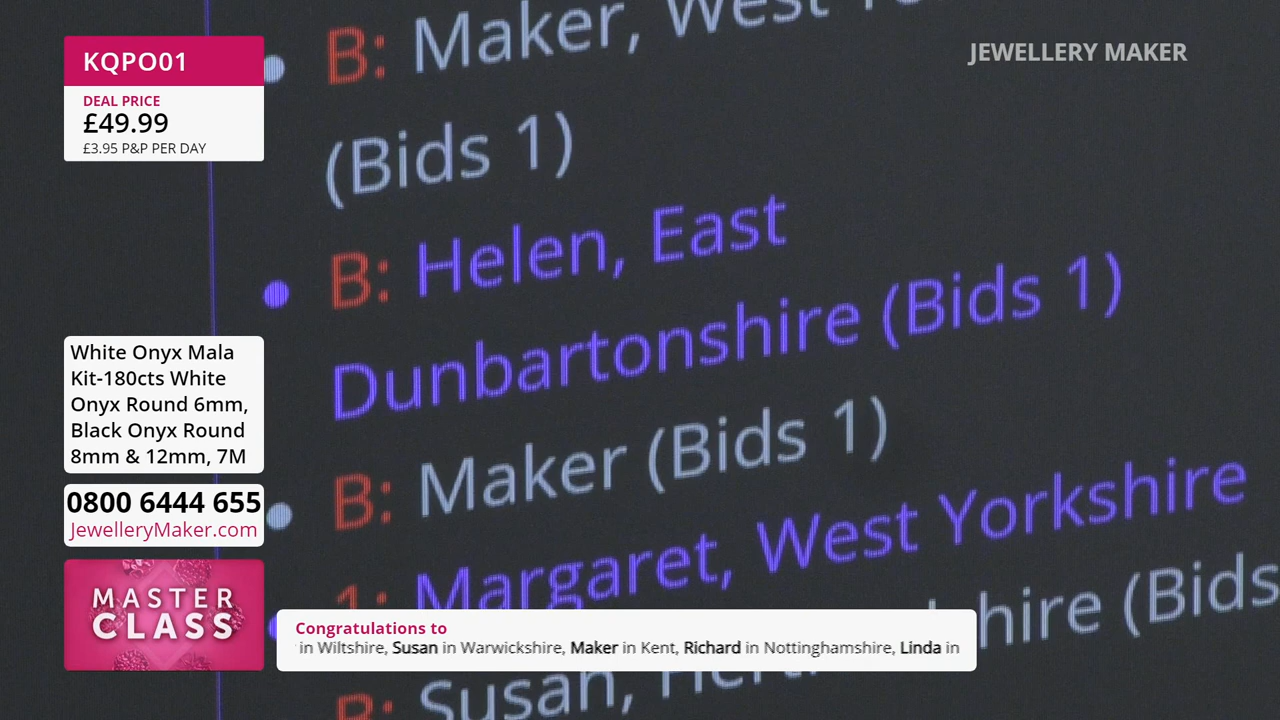 KQPO01
DEAL PRICE
£49.99
£3.95 P&P PER DAY
JEWELLERY MAKER
B: Maker, West
(Bids 1)
B: Helen, East
Dunbartonshire (Bids 1)
B: Maker (Bids 1)
1: Margaret, West Yorkshire
hire (Bids
B: Susan,
White Onyx Mala
Kit-180cts White
Onyx Round 6mm,
Black Onyx Round
8mm & 12mm, 7M
0800 6444 655
JewelleryMaker.com
MASTER
CLASS
Congratulations to
in Wiltshire, Susan in Warwickshire, Maker in Kent, Richard in Nottinghamshire, Linda in